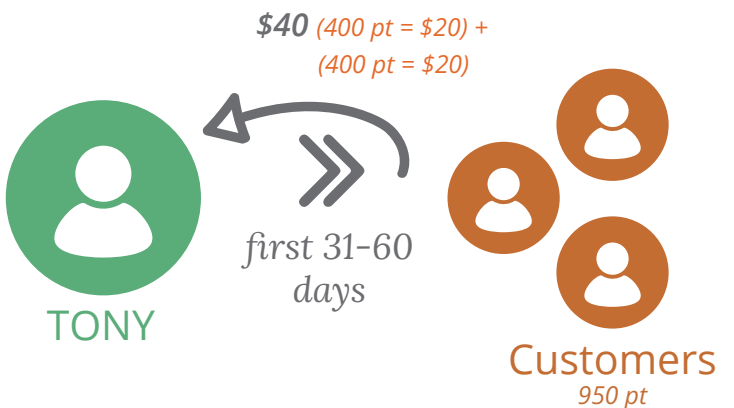 $40 (400 pt = $20) +
(400 pt = $20)
first 31-60
days
TONY
Customers
950 pt